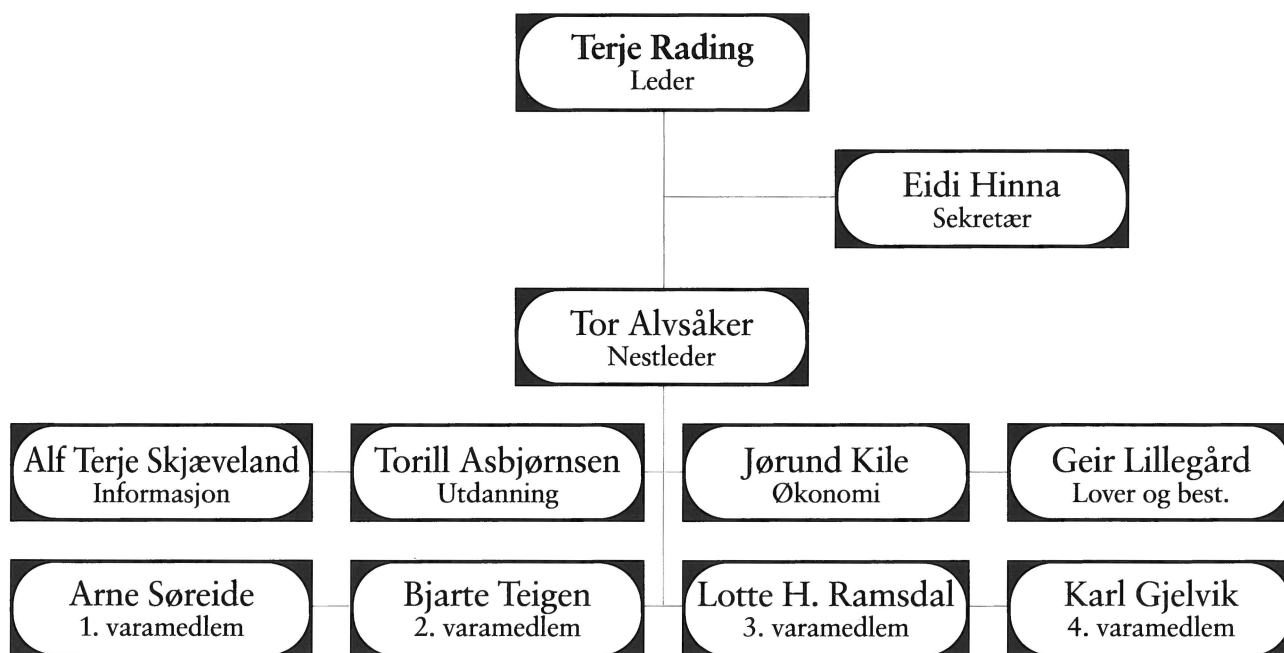 Terje Rading
Leder
Eidi Hinna
Sekretær
Tor Alvsåker
Nestleder
Alf Terje Skjæveland
Informasjon
Torill Asbjørnsen
Utdanning
Jørund Kile
Økonomi
Geir Lillegård
Lover og best.
Arne Søreide
1. varamedlem
Bjarte Teigen
2. varamedlem
Lotte H. Ramsdal
3. varamedlem
Karl Gjelvik
4. varamedlem